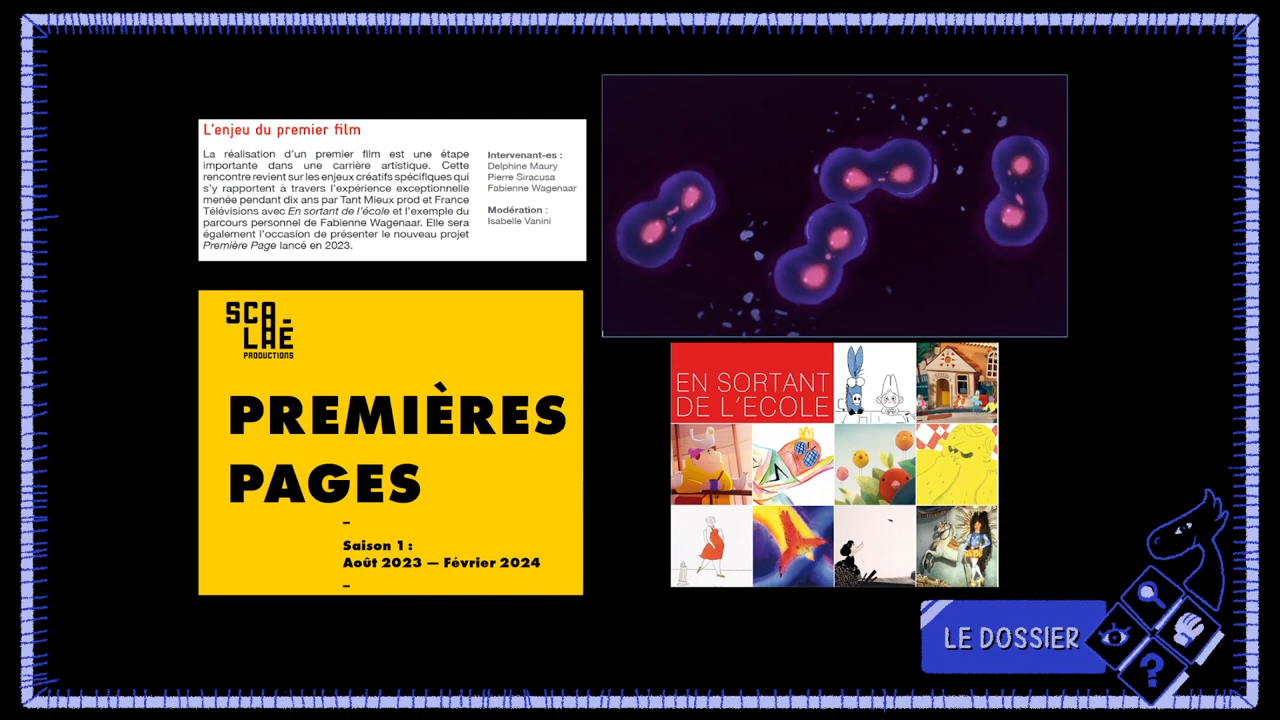 L'enjeu du premier film
La réalisation d'un premier film est une étape
importante dans une carrière artistique. Cette
rencontre revient sur les enjeux créatifs spécifiques qui
s'y rapportent à travers l'expérience exceptionnelle
menée pendant dix ans par Tant Mieux prod et France
Télévisions avec En sortant de l'école et l'exemple du
parcours personnel de Fabienne Wagenaar. Elle sera
également l'occasion de présenter le nouveau projet
Première Page lancé en 2023.
Intervenant-es :
Delphine Maury
Pierre Siracusa
Fabienne Wagenaar
Modération :
Isabelle Vanini
SCA
LAE
PRODUCTIONS
PREMIÈRES
PAGES
–
Saison 1 :
Août 2023 — Février 2024
–
EN SORTANT
DE L'ECOLE
LE DOSSIER
?